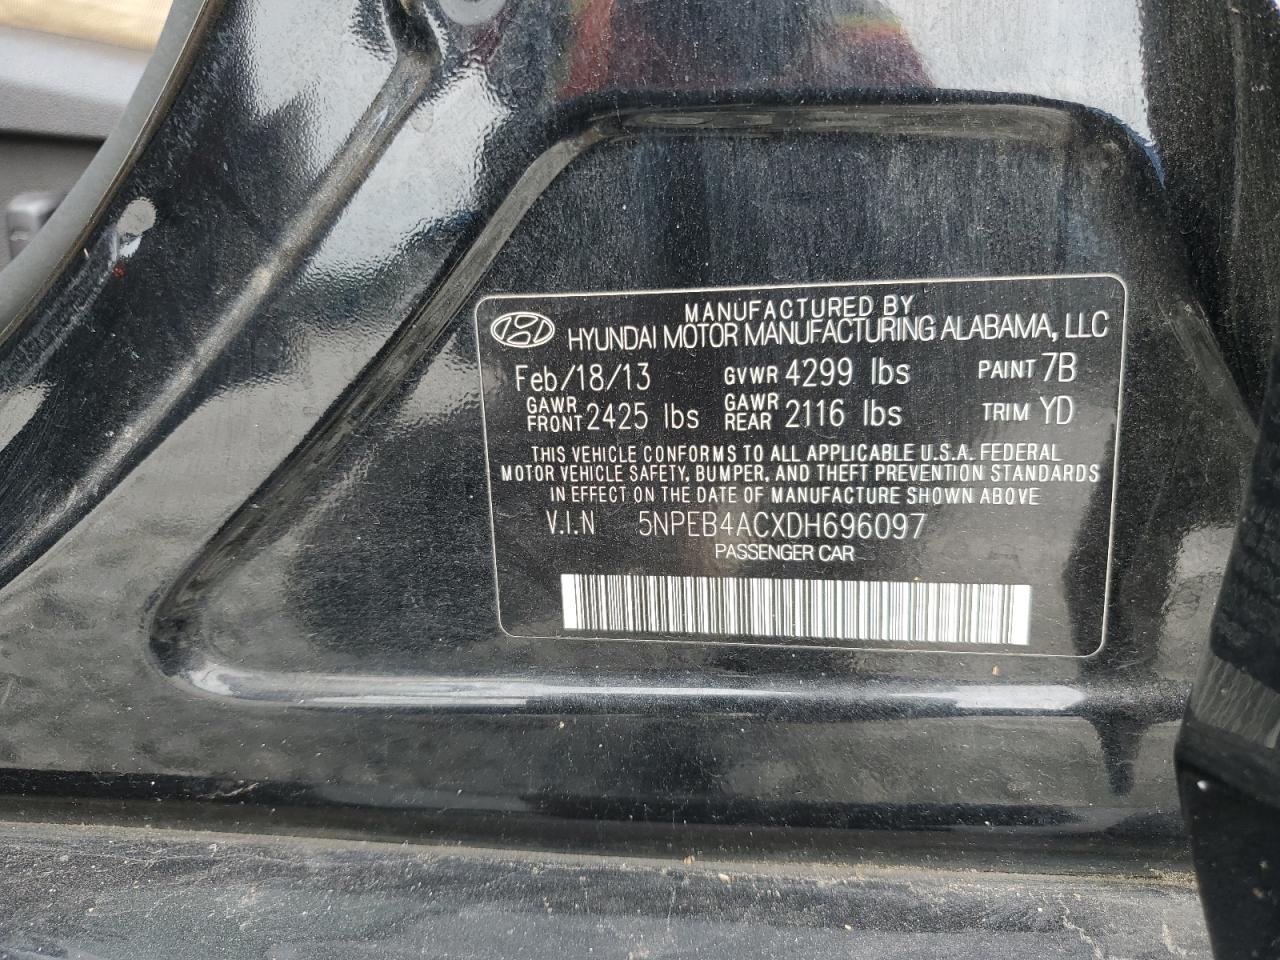 MANUFACTURED BY
HYUNDAI MOTOR MANUFACTURING ALABAMA, LLC
Feb/18/13 GVWR 4299 lbs PAINT 7B
GAWR FRONT 2425 lbs GAWR REAR 2116 lbs TRIM YD
THIS VEHICLE CONFORMS TO ALL APPLICABLE U.S.A. FEDERAL
MOTOR VEHICLE SAFETY, BUMPER, AND THEFT PREVENTION STANDARDS
IN EFFECT ON THE DATE OF MANUFACTURE SHOWN ABOVE
V.I.N 5NPEB4ACXDH696097
PASSENGER CAR